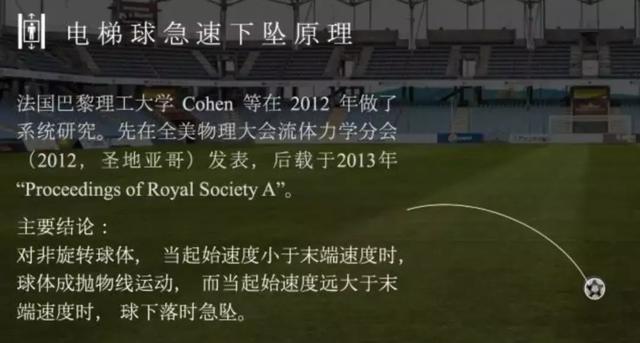 电梯球急速下坠原理
法国巴黎理工大学 Cohen 等在 2012 年做了
系统研究。先在全美物理大会流体力学分会
（2012，圣地亚哥）发表，后载于2013年
“Proceedings of Royal Society A”。
主要结论：
对非旋转球体， 当起始速度小于末端速度时，
球体成抛物线运动， 而当起始速度远大于末
端速度时， 球下落时急坠。